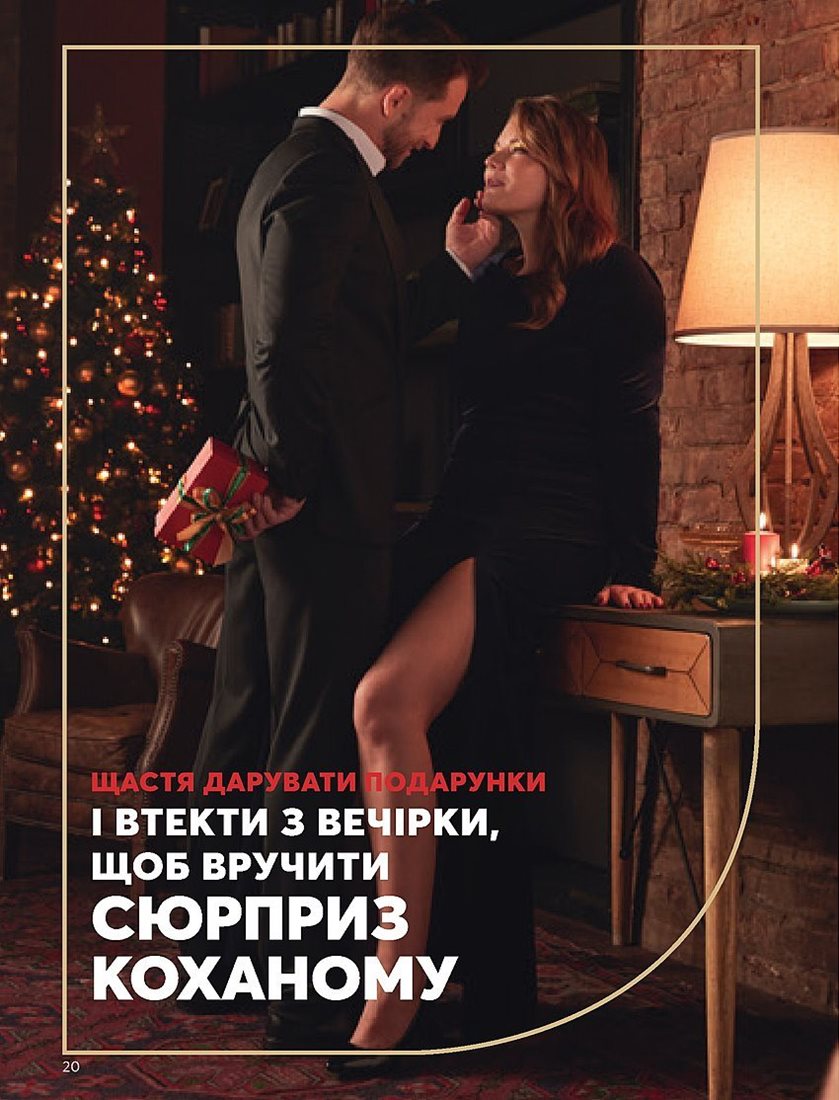 ЩАСТЯ ДАРУВАТИ ПОДАРУНКИ
І ВТЕКТИ З ВЕЧІРКИ,
ЩОБ ВРУЧИТИ
СЮРПРИЗ
КОХАНОМУ
20